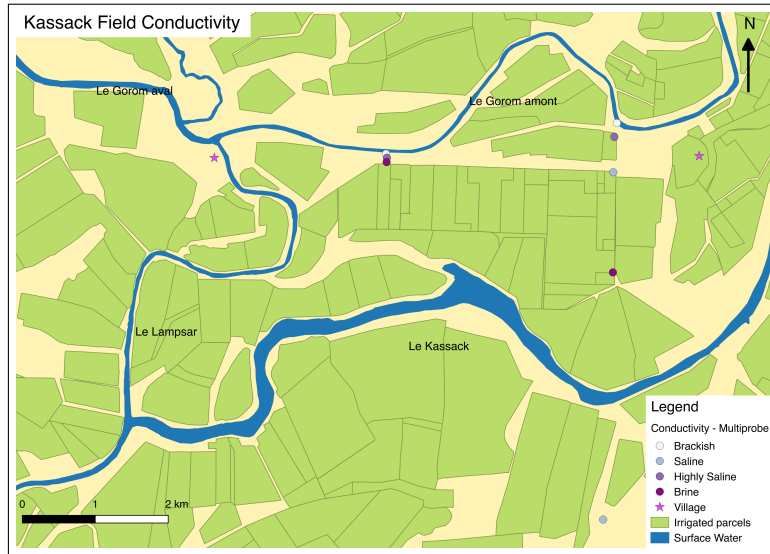 Kassack Field Conductivity
N
Le Gorom aval
Le Gorom amont
Le Lampsar
Le Kassack
Legend
Conductivity - Multiprobe
Brackish
Saline
Highly Saline
Brine
Village
Irrigated parcels
Surface Water
0 1 2 km